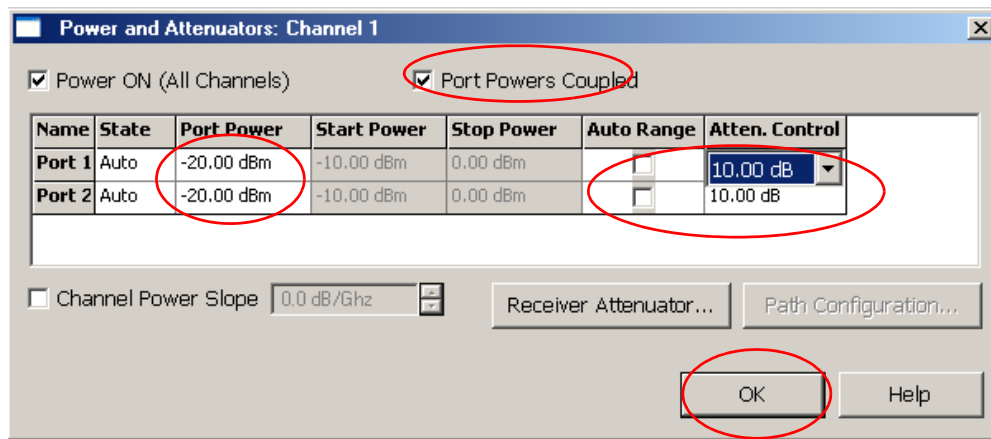 Power and Attenuators: Channel 1
Power ON (All Channels) Port Powers Coupled
Name State Port Power Start Power Stop Power Auto Range Atten. Control
Port 1 Auto -20.00 dBm -10.00 dBm 0.00 dBm 10.00 dB
Port 2 Auto -20.00 dBm -10.00 dBm 0.00 dBm 10.00 dB
Channel Power Slope 0.0 dB/Ghz Receiver Attenuator... Path Configuration...
OK Help